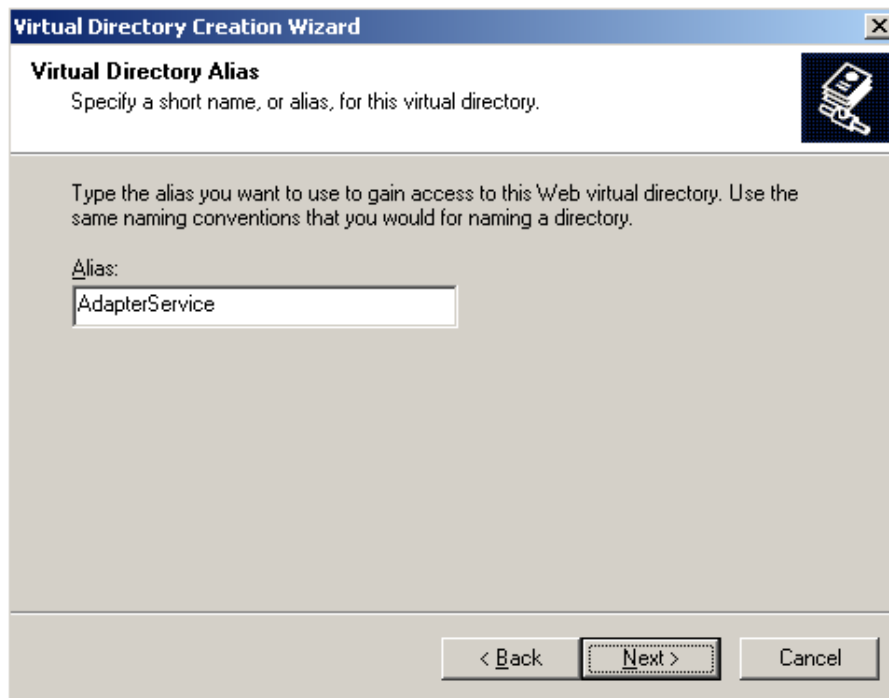 Virtual Directory Creation Wizard
Virtual Directory Alias
Specify a short name, or alias, for this virtual directory.
Type the alias you want to use to gain access to this Web virtual directory. Use the
same naming conventions that you would for naming a directory.
Alias:
AdapterService
< Back Next > Cancel